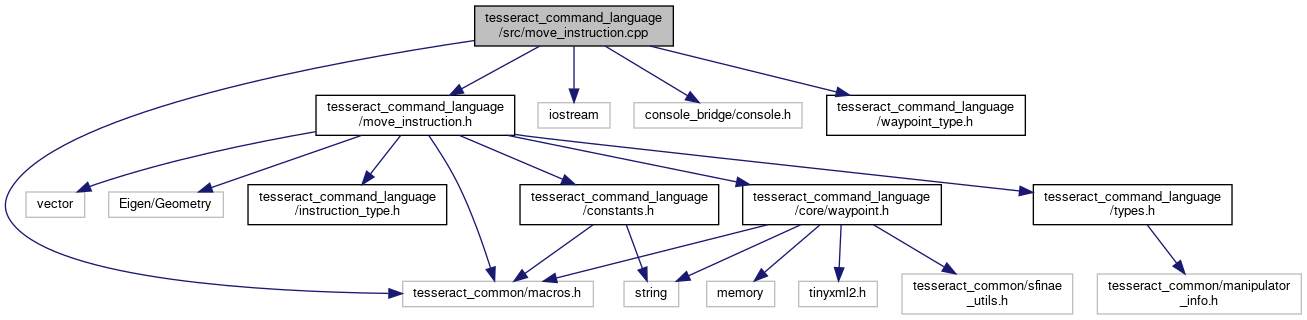 tesseract_command_language
/src/move_instruction.cpp
tesseract_command_language
/move_instruction.h
iostream
console_bridge/console.h
tesseract_command_language
/waypoint_type.h
vector
Eigen/Geometry
tesseract_command_language
/instruction_type.h
tesseract_command_language
/constants.h
tesseract_command_language
/core/waypoint.h
tesseract_command_language
/types.h
tesseract_common/macros.h
string
memory
tinyxml2.h
tesseract_common/sfinae
_utils.h
tesseract_common/manipulator
_info.h